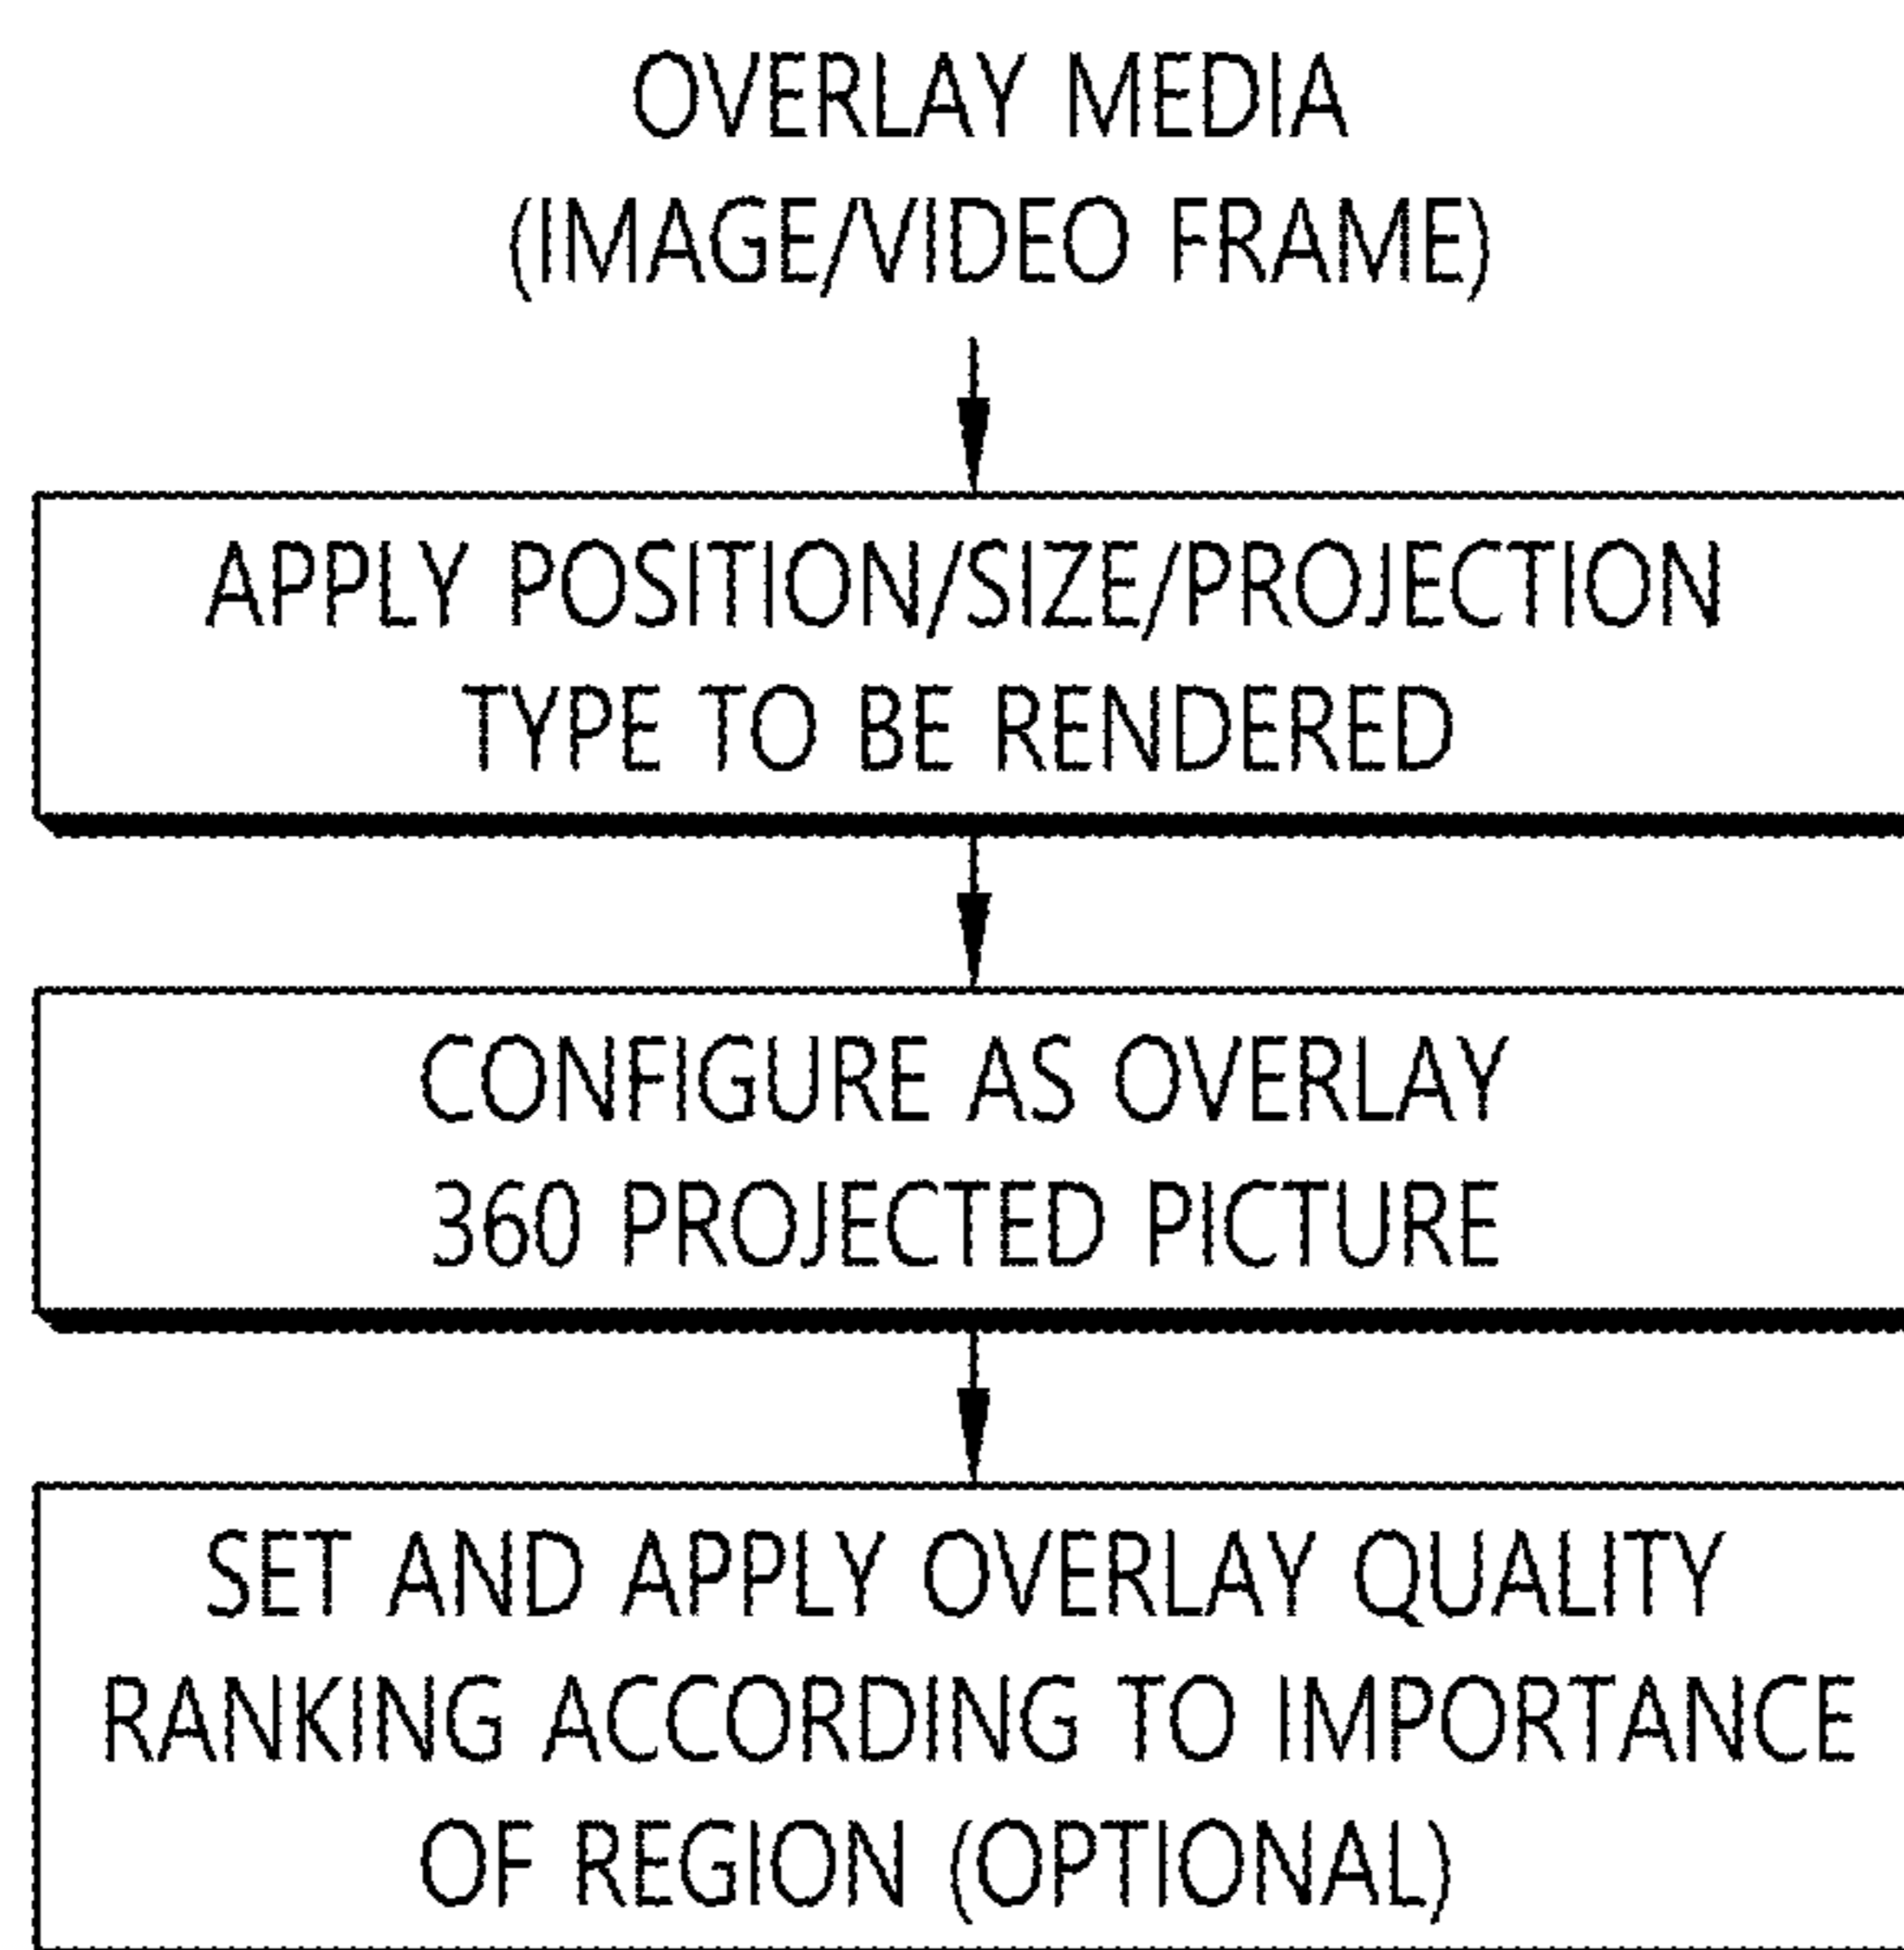 OVERLAY MEDIA
(IMAGE/VIDEO FRAME)
APPLY POSITION/SIZE/PROJECTION
TYPE TO BE RENDERED
CONFIGURE AS OVERLAY
360 PROJECTED PICTURE
SET AND APPLY OVERLAY QUALITY
RANKING ACCORDING TO IMPORTANCE
OF REGION (OPTIONAL)